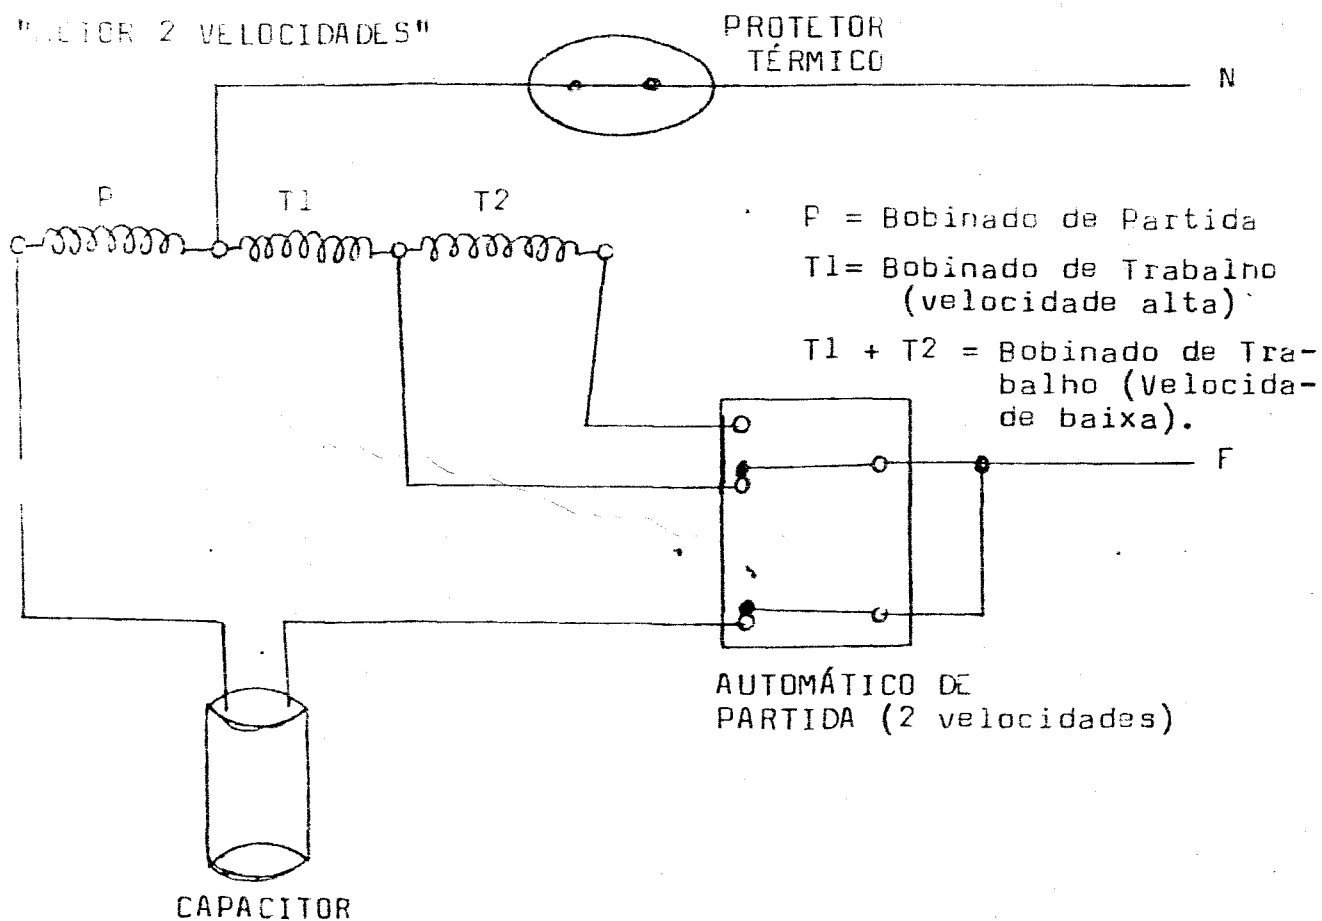 2 VELOCIDADES"
PROTETOR
TÉRMICO
N
P
T1
T2
P = Bobinado de Partida
T1= Bobinado de Trabalho
(velocidade alta)
T1 + T2 = Bobinado de Tra-
balho (Velocida-
de baixa).
F
AUTOMÁTICO DE
PARTIDA (2 velocidades)
CAPACITOR